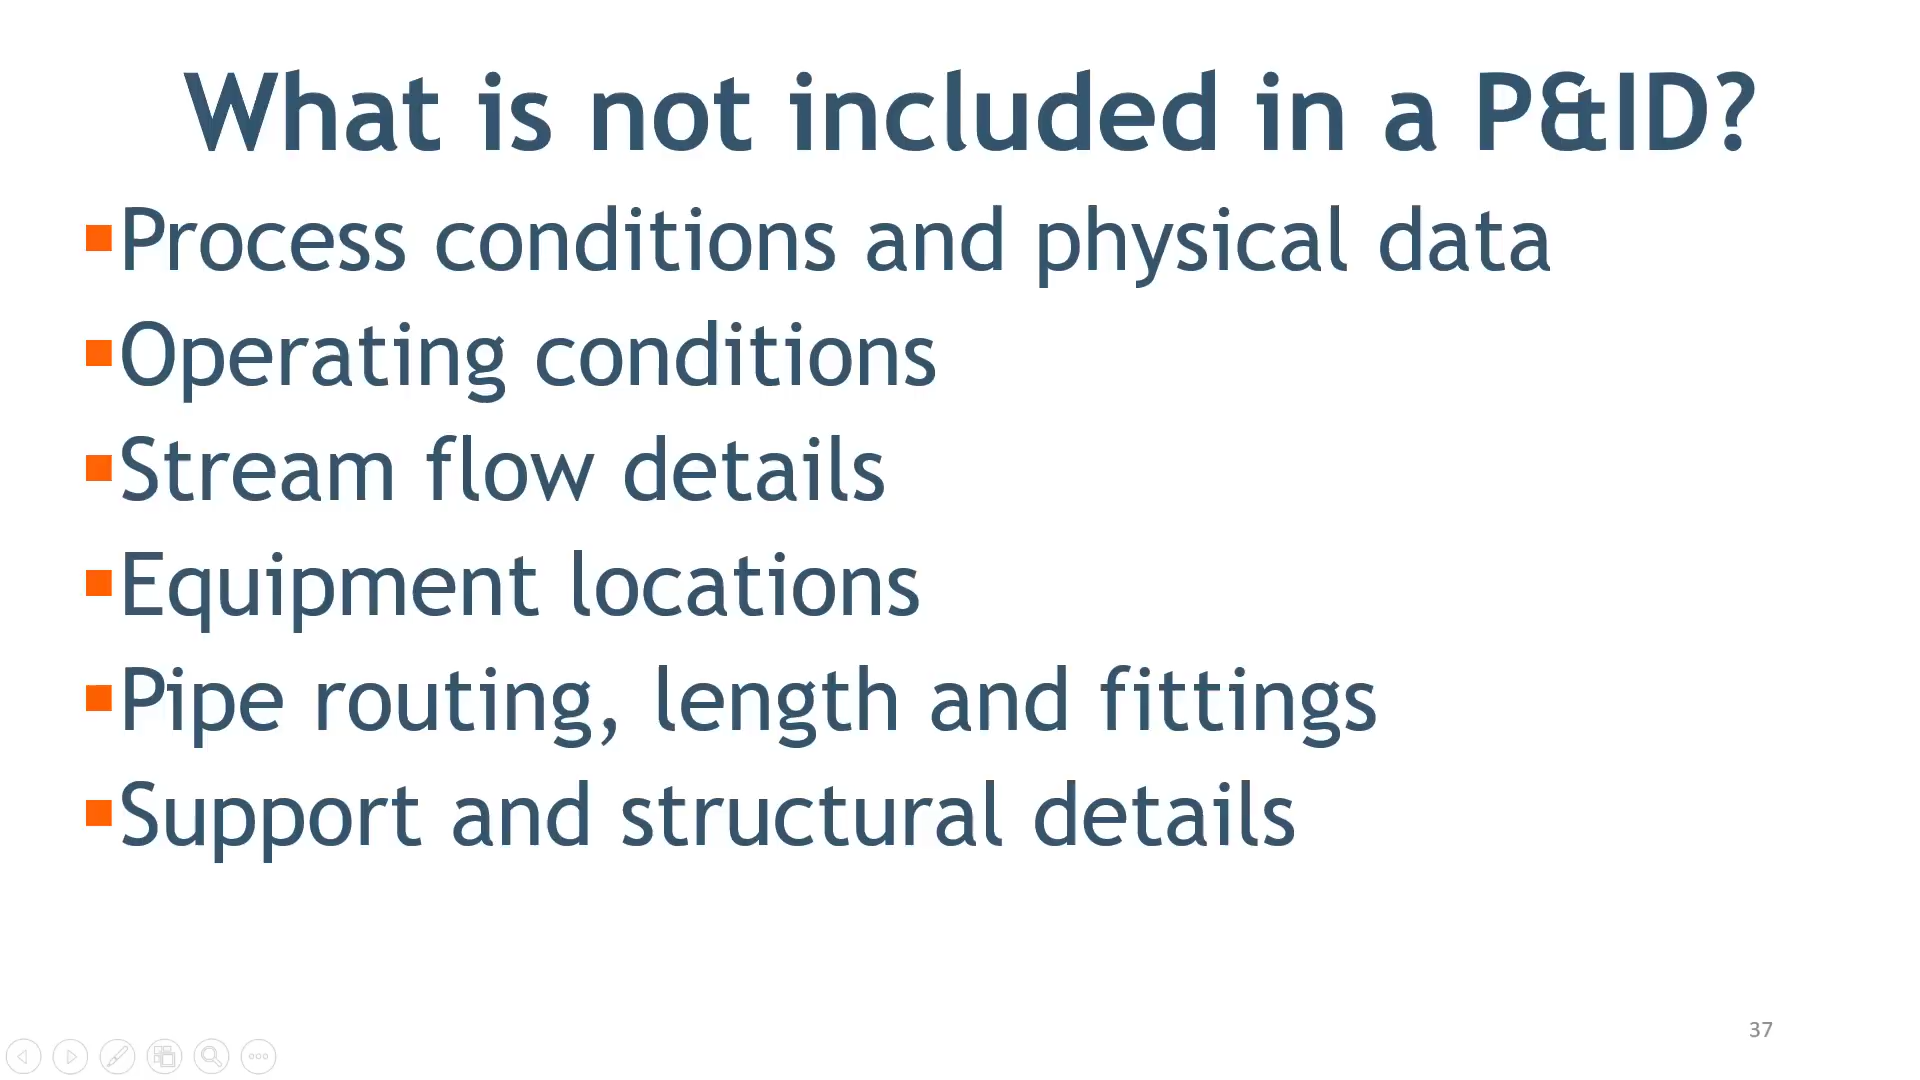 What is not included in a P&ID?
▪Process conditions and physical data
▪Operating conditions
▪Stream flow details
▪Equipment locations
▪Pipe routing, length and fittings
▪Support and structural details
37